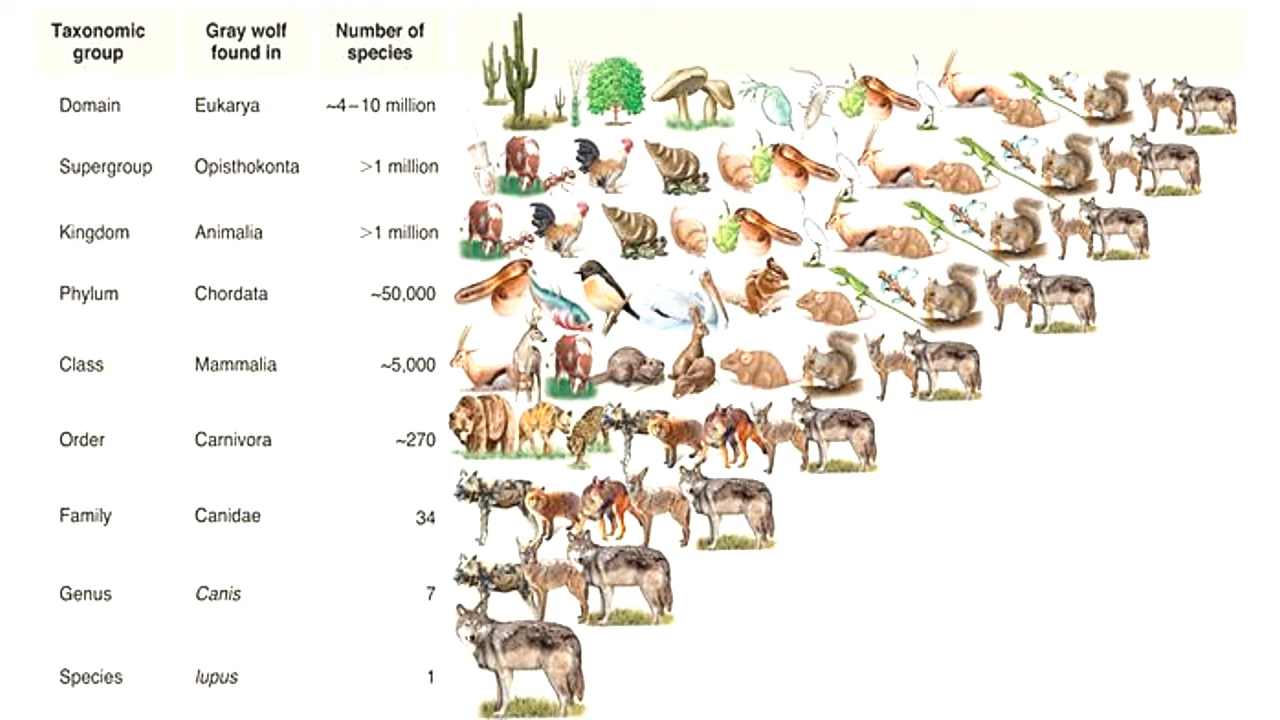 Taxonomic group Gray wolf found in Number of species
Domain Eukarya ~4–10 million
Supergroup Opisthokonta >1 million
Kingdom Animalia >1 million
Phylum Chordata ~50,000
Class Mammalia ~5,000
Order Carnivora ~270
Family Canidae 34
Genus Canis 7
Species lupus 1